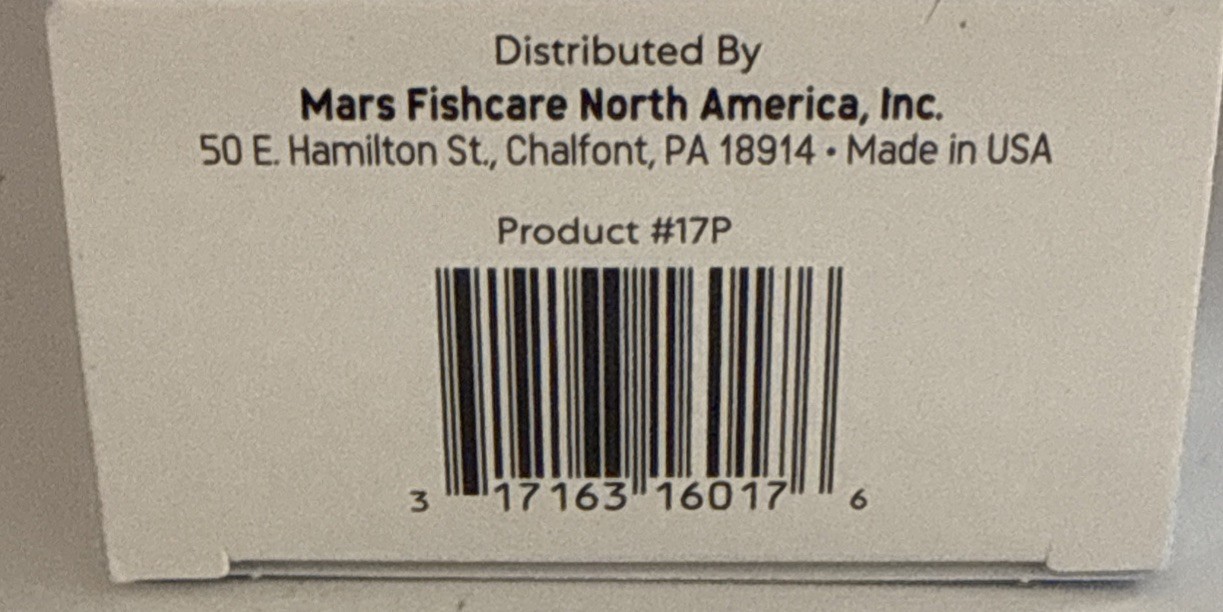 Distributed By
Mars Fishcare North America, Inc.
50 E. Hamilton St., Chalfont, PA 18914 • Made in USA
Product #17P
3 17163 16017 6